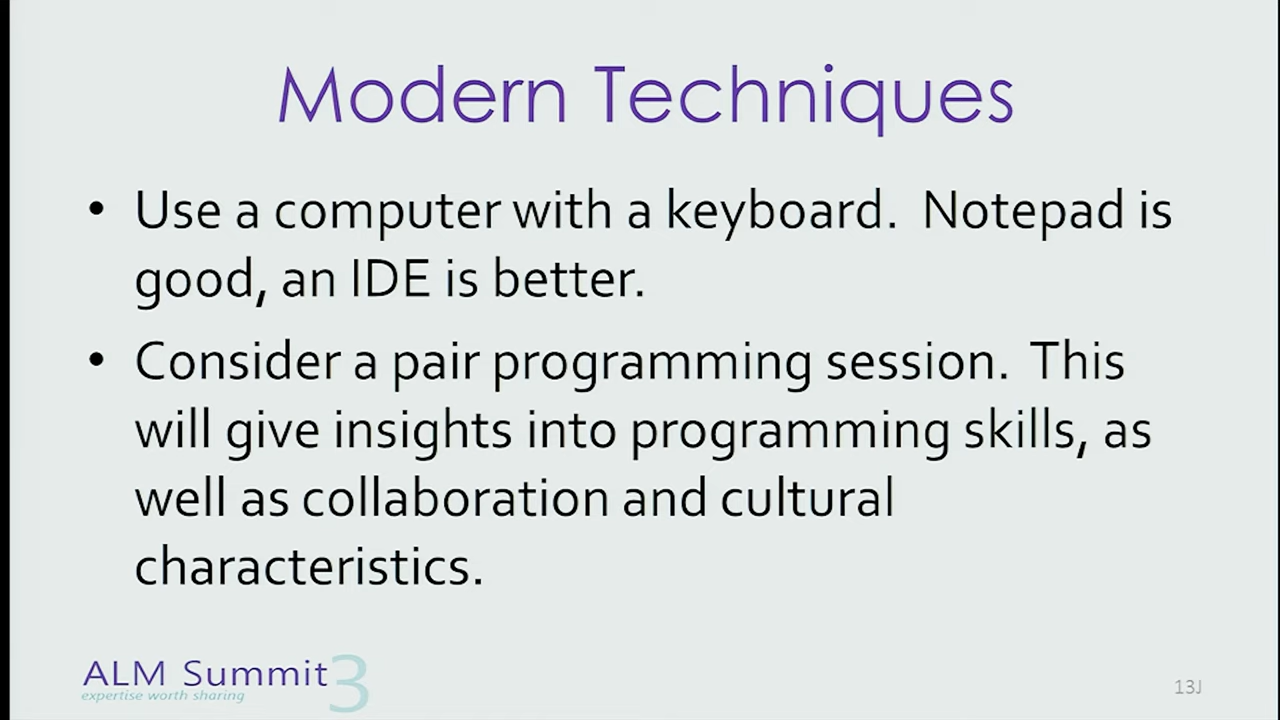 Modern Techniques
• Use a computer with a keyboard.  Notepad is
good, an IDE is better.
• Consider a pair programming session.  This
will give insights into programming skills, as
well as collaboration and cultural
characteristics.
ALM Summit 3
expertise worth sharing
13J